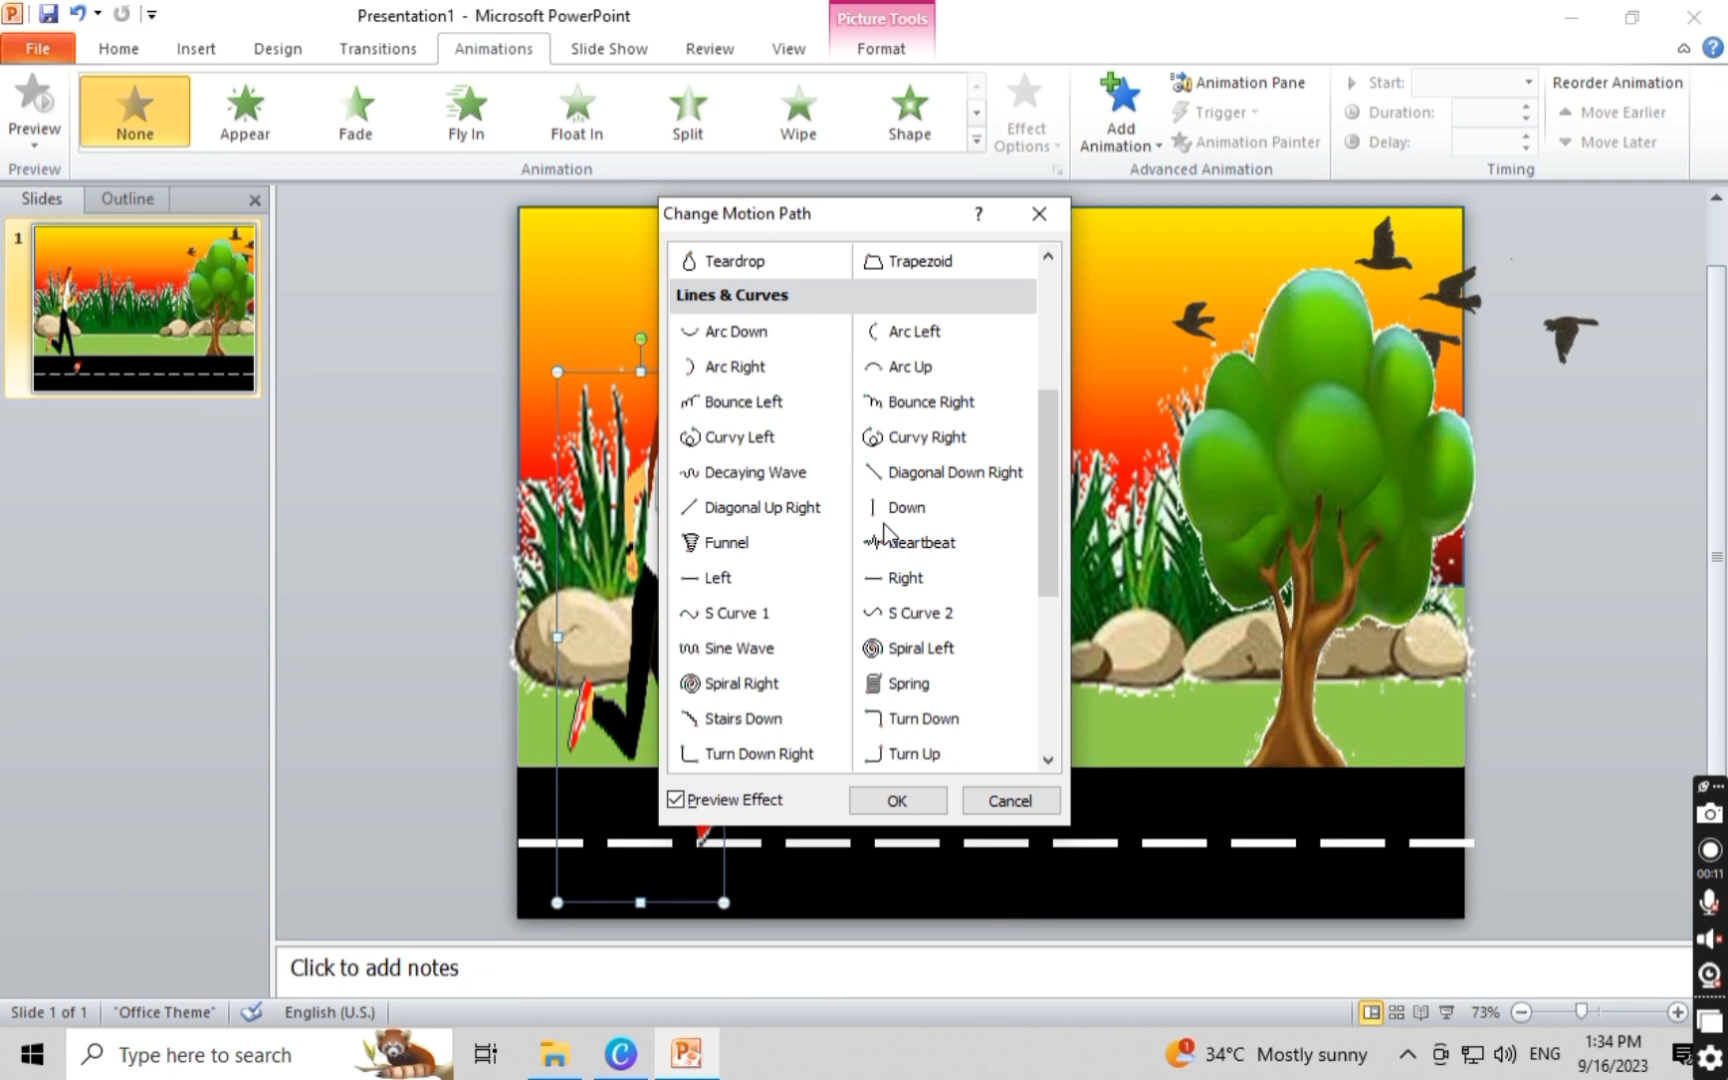 Presentation1 - Microsoft PowerPoint
Picture Tools
File Home Insert Design Transitions Animations Slide Show Review View Format
Preview
None Appear Fade Fly In Float In Split Wipe Shape
Effect Options
Add Animation
Animation Pane
Trigger
Animation Painter
Start:
Duration:
Delay:
Reorder Animation
Move Earlier
Move Later
Preview Animation Advanced Animation Timing
Slides Outline
1
Change Motion Path ?
Teardrop Trapezoid
Lines & Curves
Arc Down Arc Left
Arc Right Arc Up
Bounce Left Bounce Right
Curvy Left Curvy Right
Decaying Wave Diagonal Down Right
Diagonal Up Right Down
Funnel Heartbeat
Left Right
S Curve 1 S Curve 2
Sine Wave Spiral Left
Spiral Right Spring
Stairs Down Turn Down
Turn Down Right Turn Up
Preview Effect OK Cancel
00:11
Click to add notes
Slide 1 of 1 "Office Theme" English (U.S.) 73%
Type here to search
1
34°C Mostly sunny
ENG
1:34 PM
9/16/2023